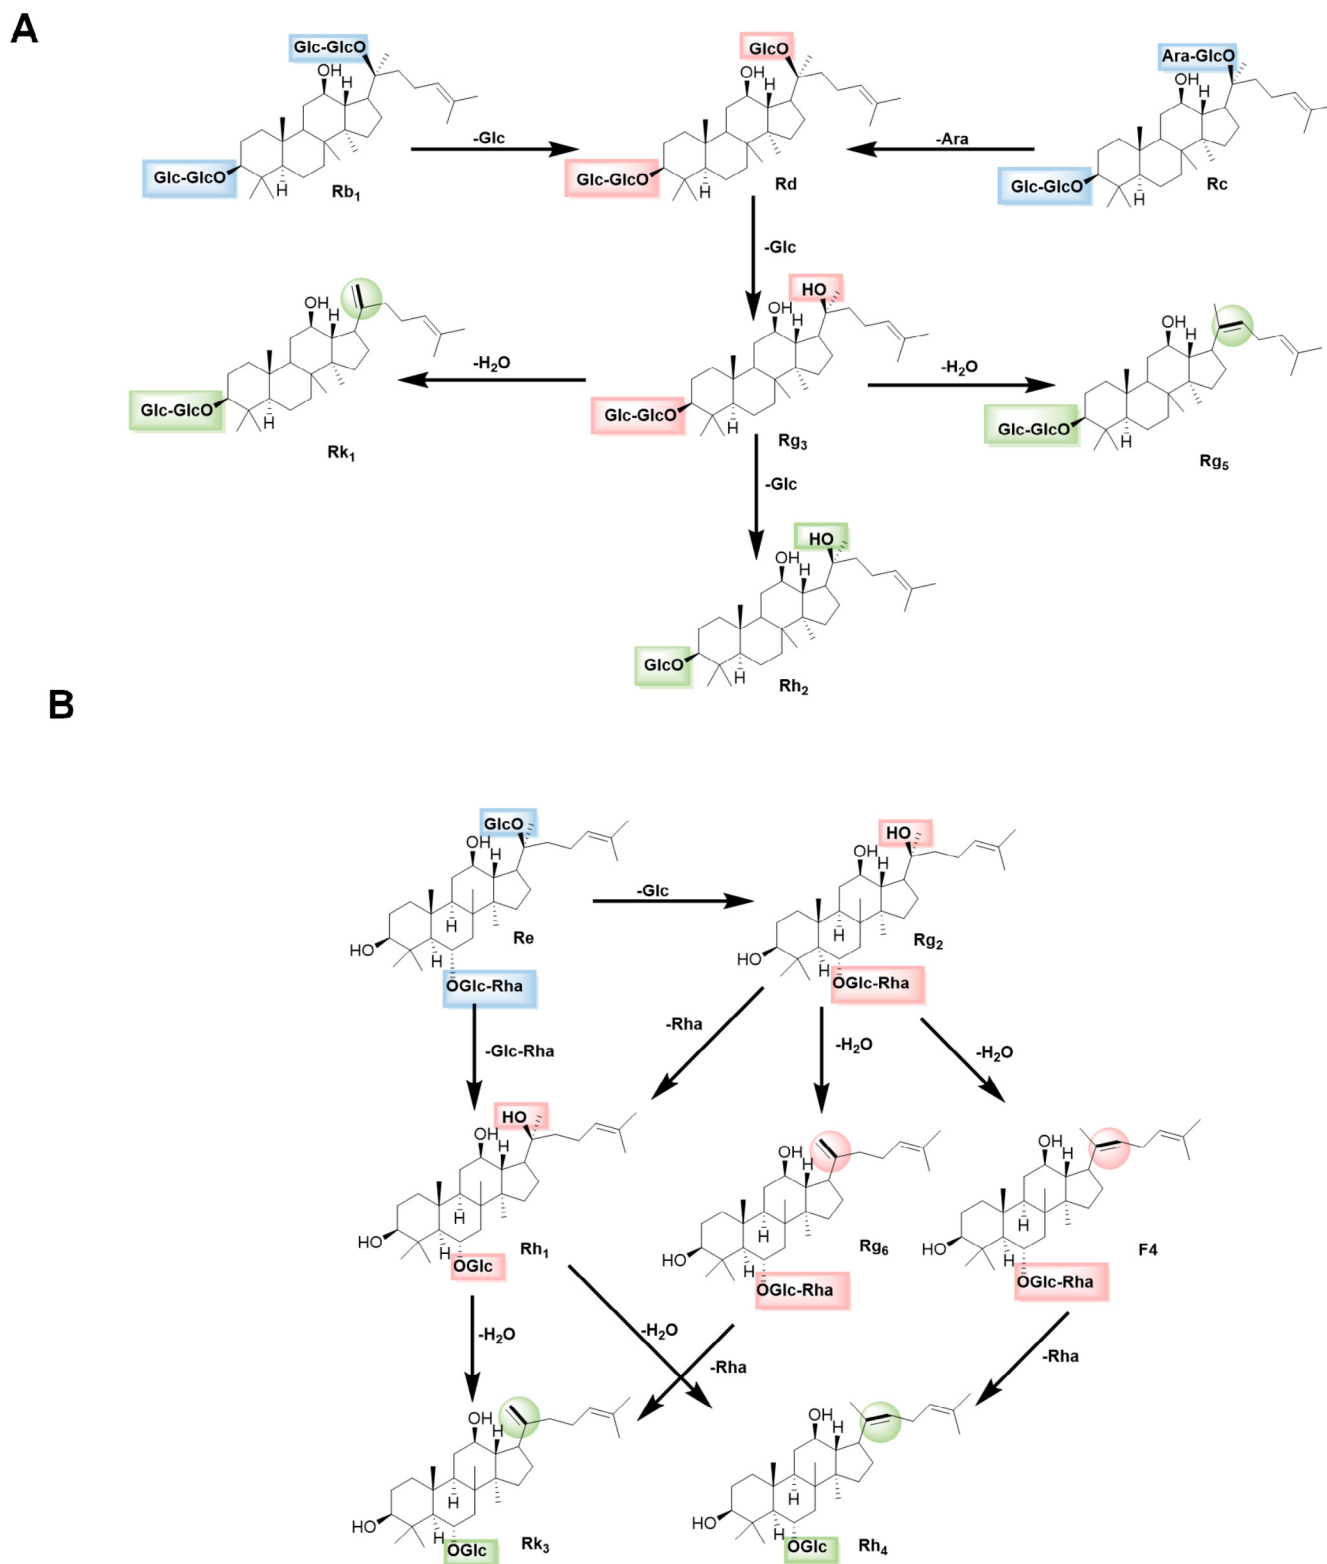 A
Glc-GlcO
OH
H
Glc-GlcO
H
Rb₁
-Glc
GlcO
OH
H
Glc-GlcO
H
Rd
-Ara
Ara-GlcO
OH
H
Glc-GlcO
H
Rc
-Glc
OH
H
Glc-GlcO
H
Rk₁
-H₂O
HO
OH
H
Glc-GlcO
H
Rg₃
-H₂O
OH
H
Glc-GlcO
H
Rg₅
-Glc
HO
OH
H
GlcO
H
Rh₂
B
GlcO
OH
H
H
HO
H
Re
OGlc-Rha
-Glc
HO
OH
H
H
HO
H
Rg₂
OGlc-Rha
-Glc-Rha
-Rha
-H₂O
-H₂O
HO
OH
H
H
HO
H
Rh₁
OGlc
OH
H
H
HO
H
Rg₆
OGlc-Rha
OH
H
H
HO
H
F4
OGlc-Rha
-H₂O
-H₂O
-Rha
-Rha
OH
H
H
HO
H
Rk₃
OGlc
OH
H
H
HO
H
Rh₄
OGlc